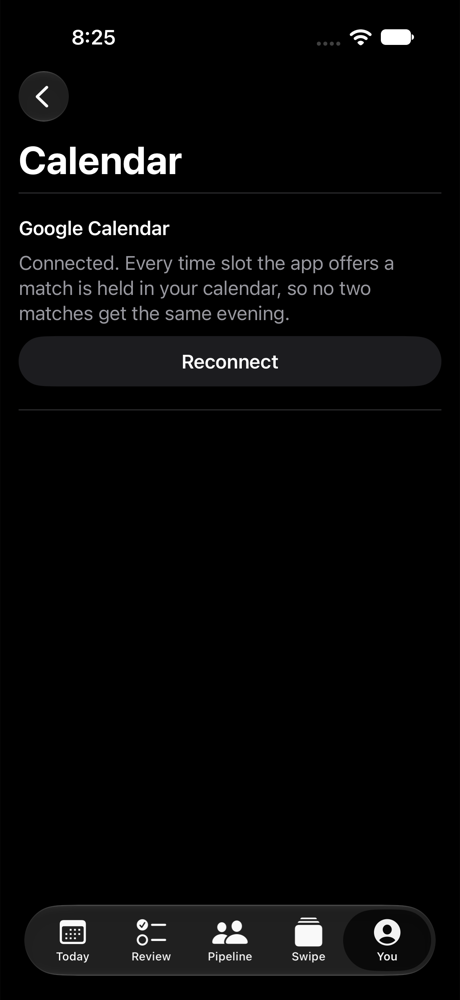 8:25
Calendar
Google Calendar
Connected. Every time slot the app offers a
match is held in your calendar, so no two
matches get the same evening.
Reconnect
Today
Review
Pipeline
Swipe
You